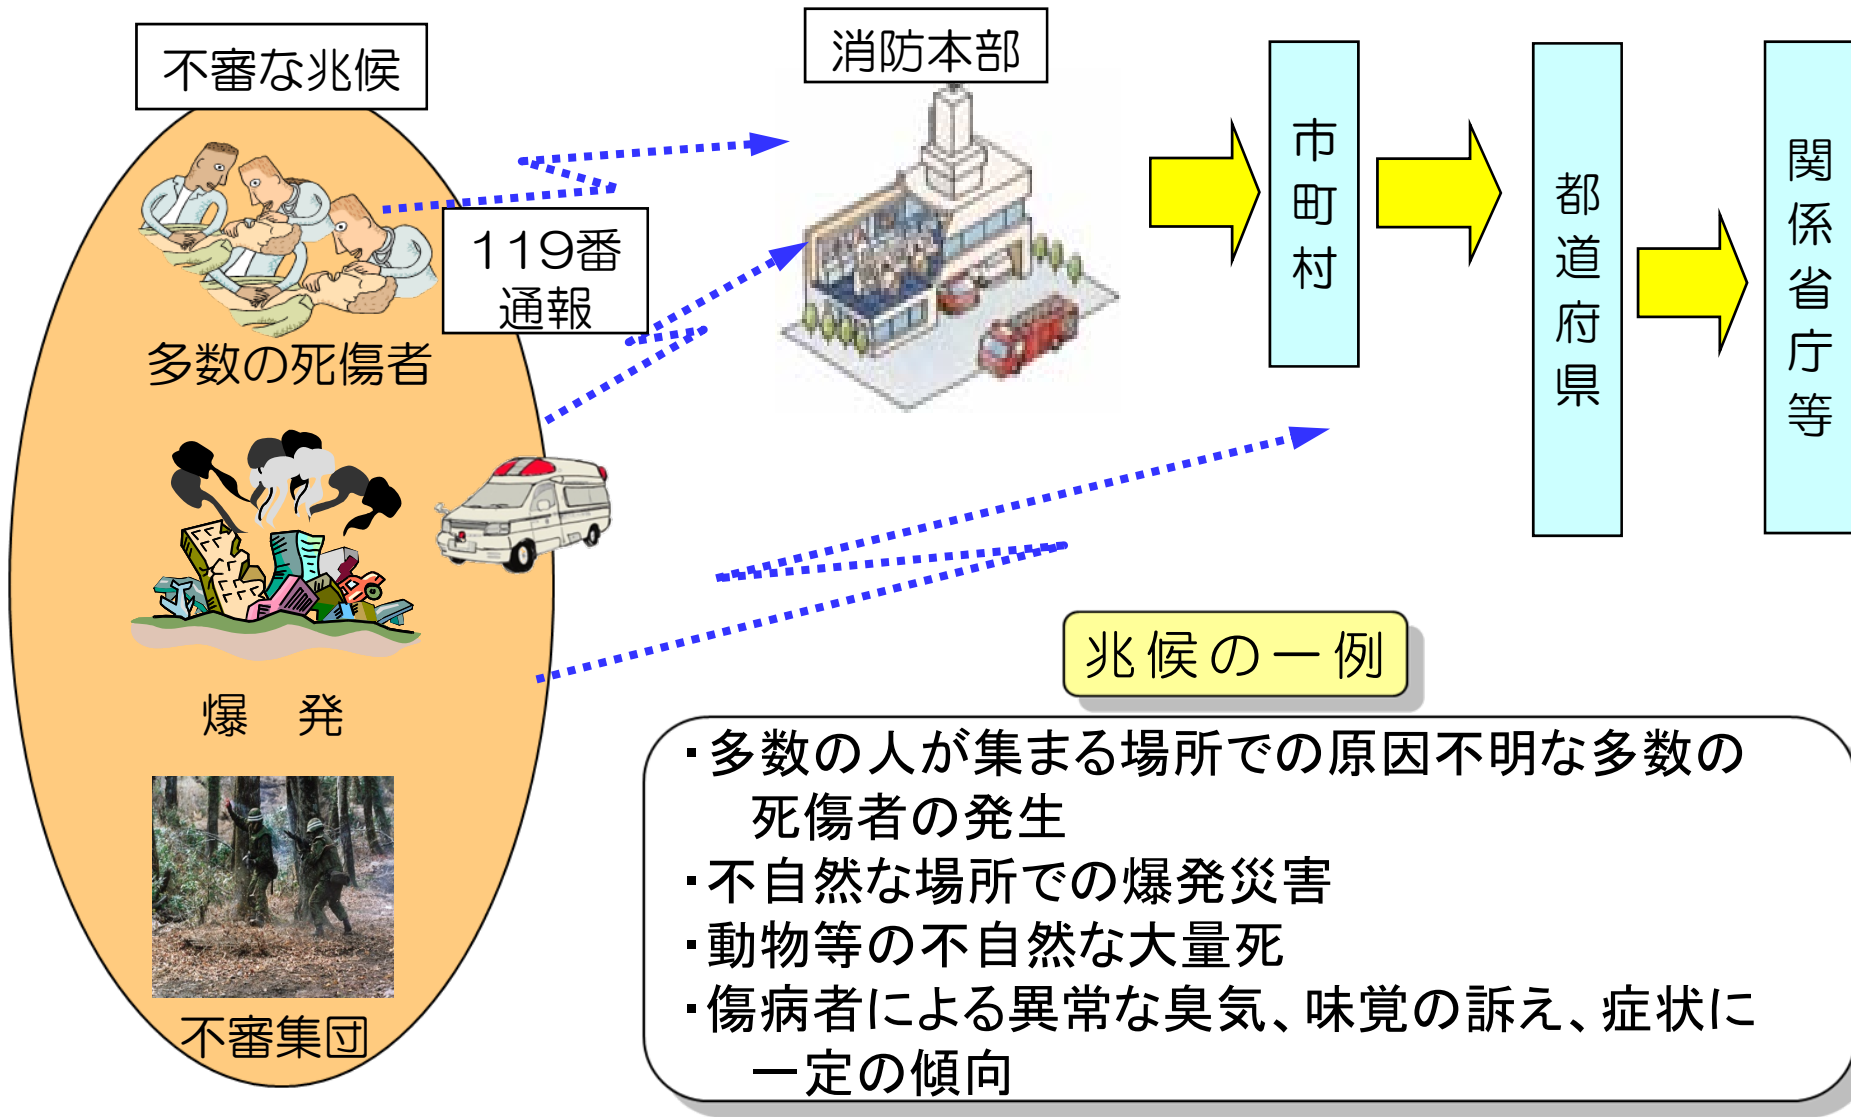 不審な兆候
消防本部
119番
通報
多数の死傷者
爆　発
不審集団
市町村
都道府県
関係省庁等
兆候の一例
・多数の人が集まる場所での原因不明な多数の
死傷者の発生
・不自然な場所での爆発災害
・動物等の不自然な大量死
・傷病者による異常な臭気、味覚の訴え、症状に
一定の傾向